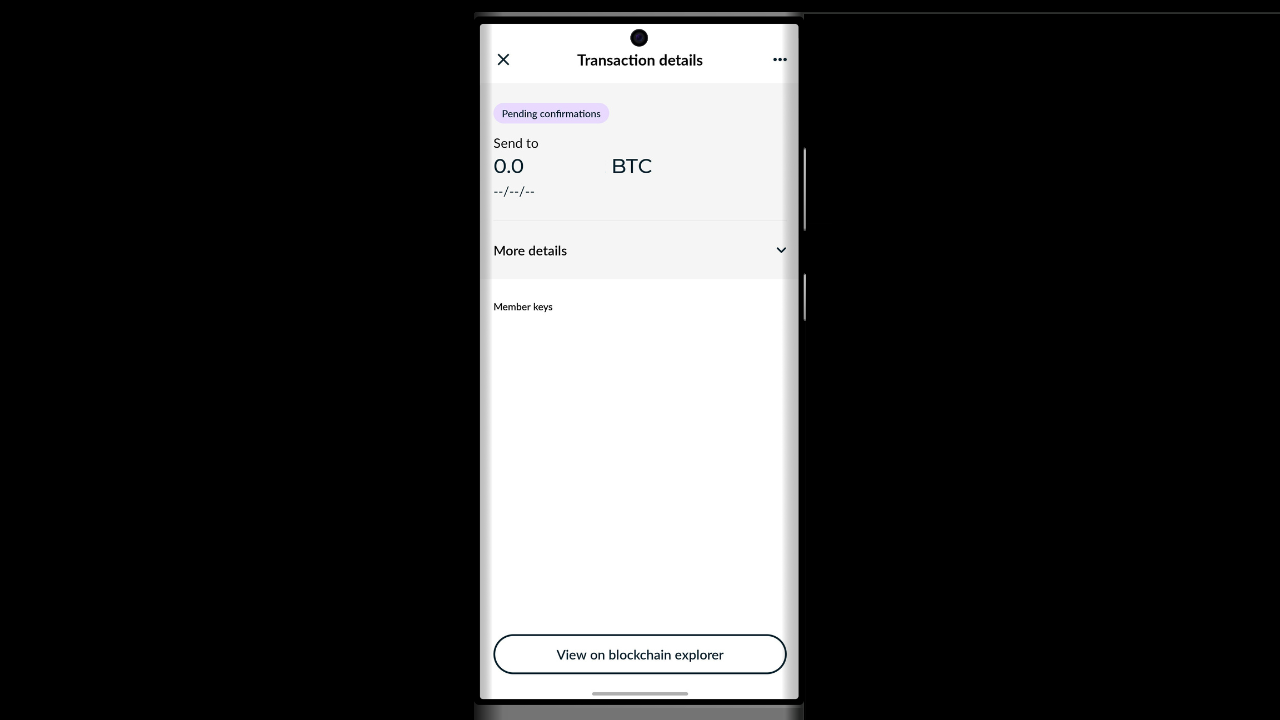 Transaction details
Pending confirmations
Send to
0.0 BTC
--/--/--
More details
Member keys
View on blockchain explorer